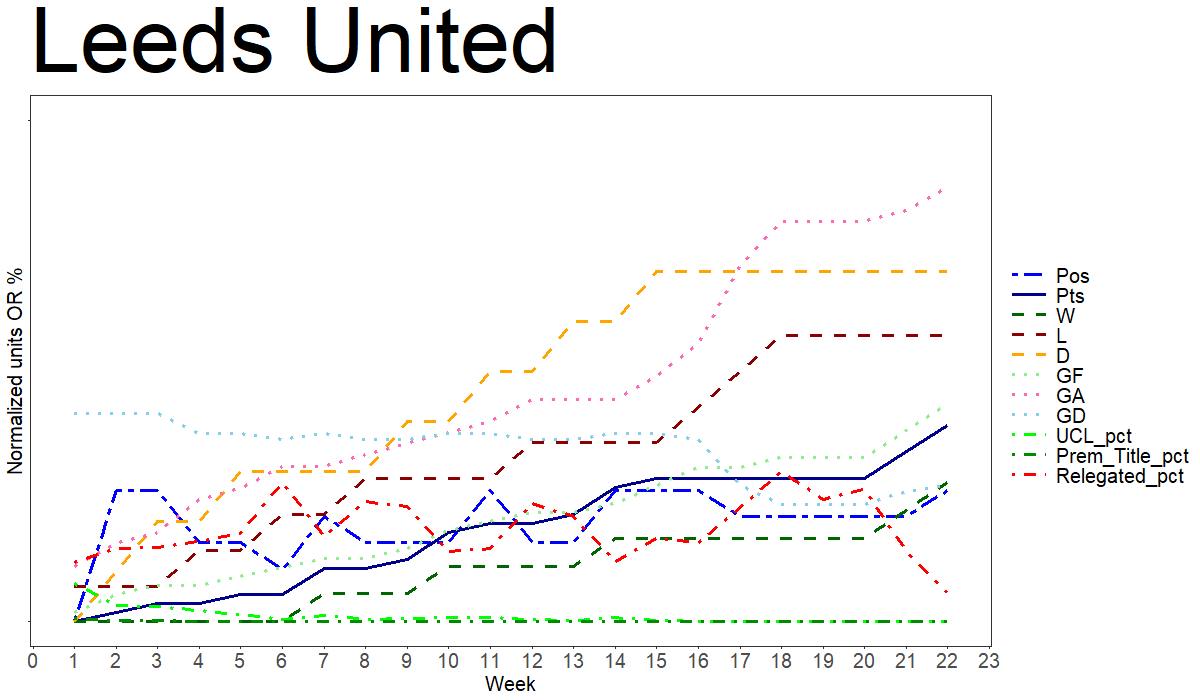 Leeds United
Normalized units OR %
0 1 2 3 4 5 6 7 8 9 10 11 12 13 14 15 16 17 18 19 20 21 22 23
Week
Pos
Pts
W
L
D
GF
GA
GD
UCL_pct
Prem_Title_pct
Relegated_pct